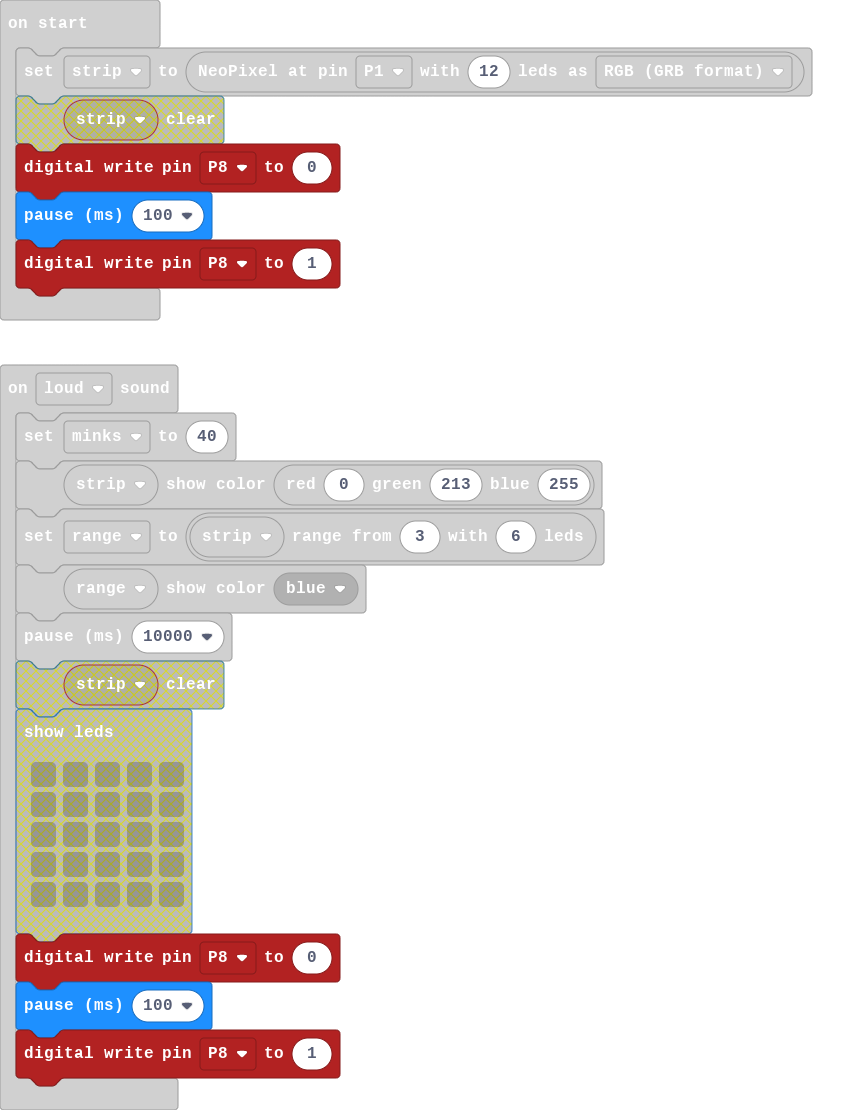 on start
set strip to NeoPixel at pin P1 with 12 leds as RGB (GRB format)
strip clear
digital write pin P8 to 0
pause (ms) 100
digital write pin P8 to 1
on loud sound
set minks to 40
strip show color red 0 green 213 blue 255
set range to strip range from 3 with 6 leds
range show color blue
pause (ms) 10000
strip clear
show leds
digital write pin P8 to 0
pause (ms) 100
digital write pin P8 to 1